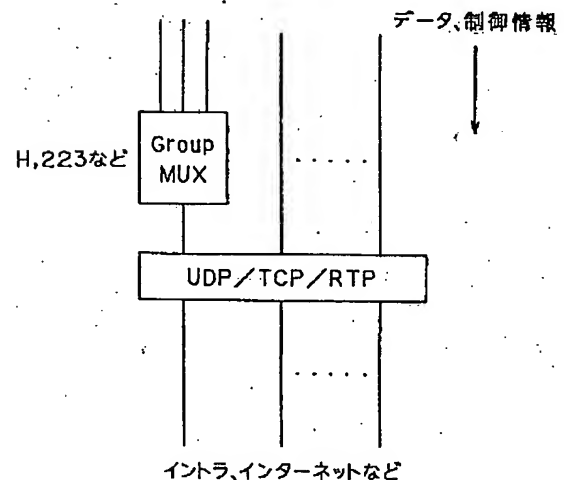 データ、制御情報
Group
MUX
H,223など
.....
UDP/TCP/RTP
.....
イントラ、インターネットなど